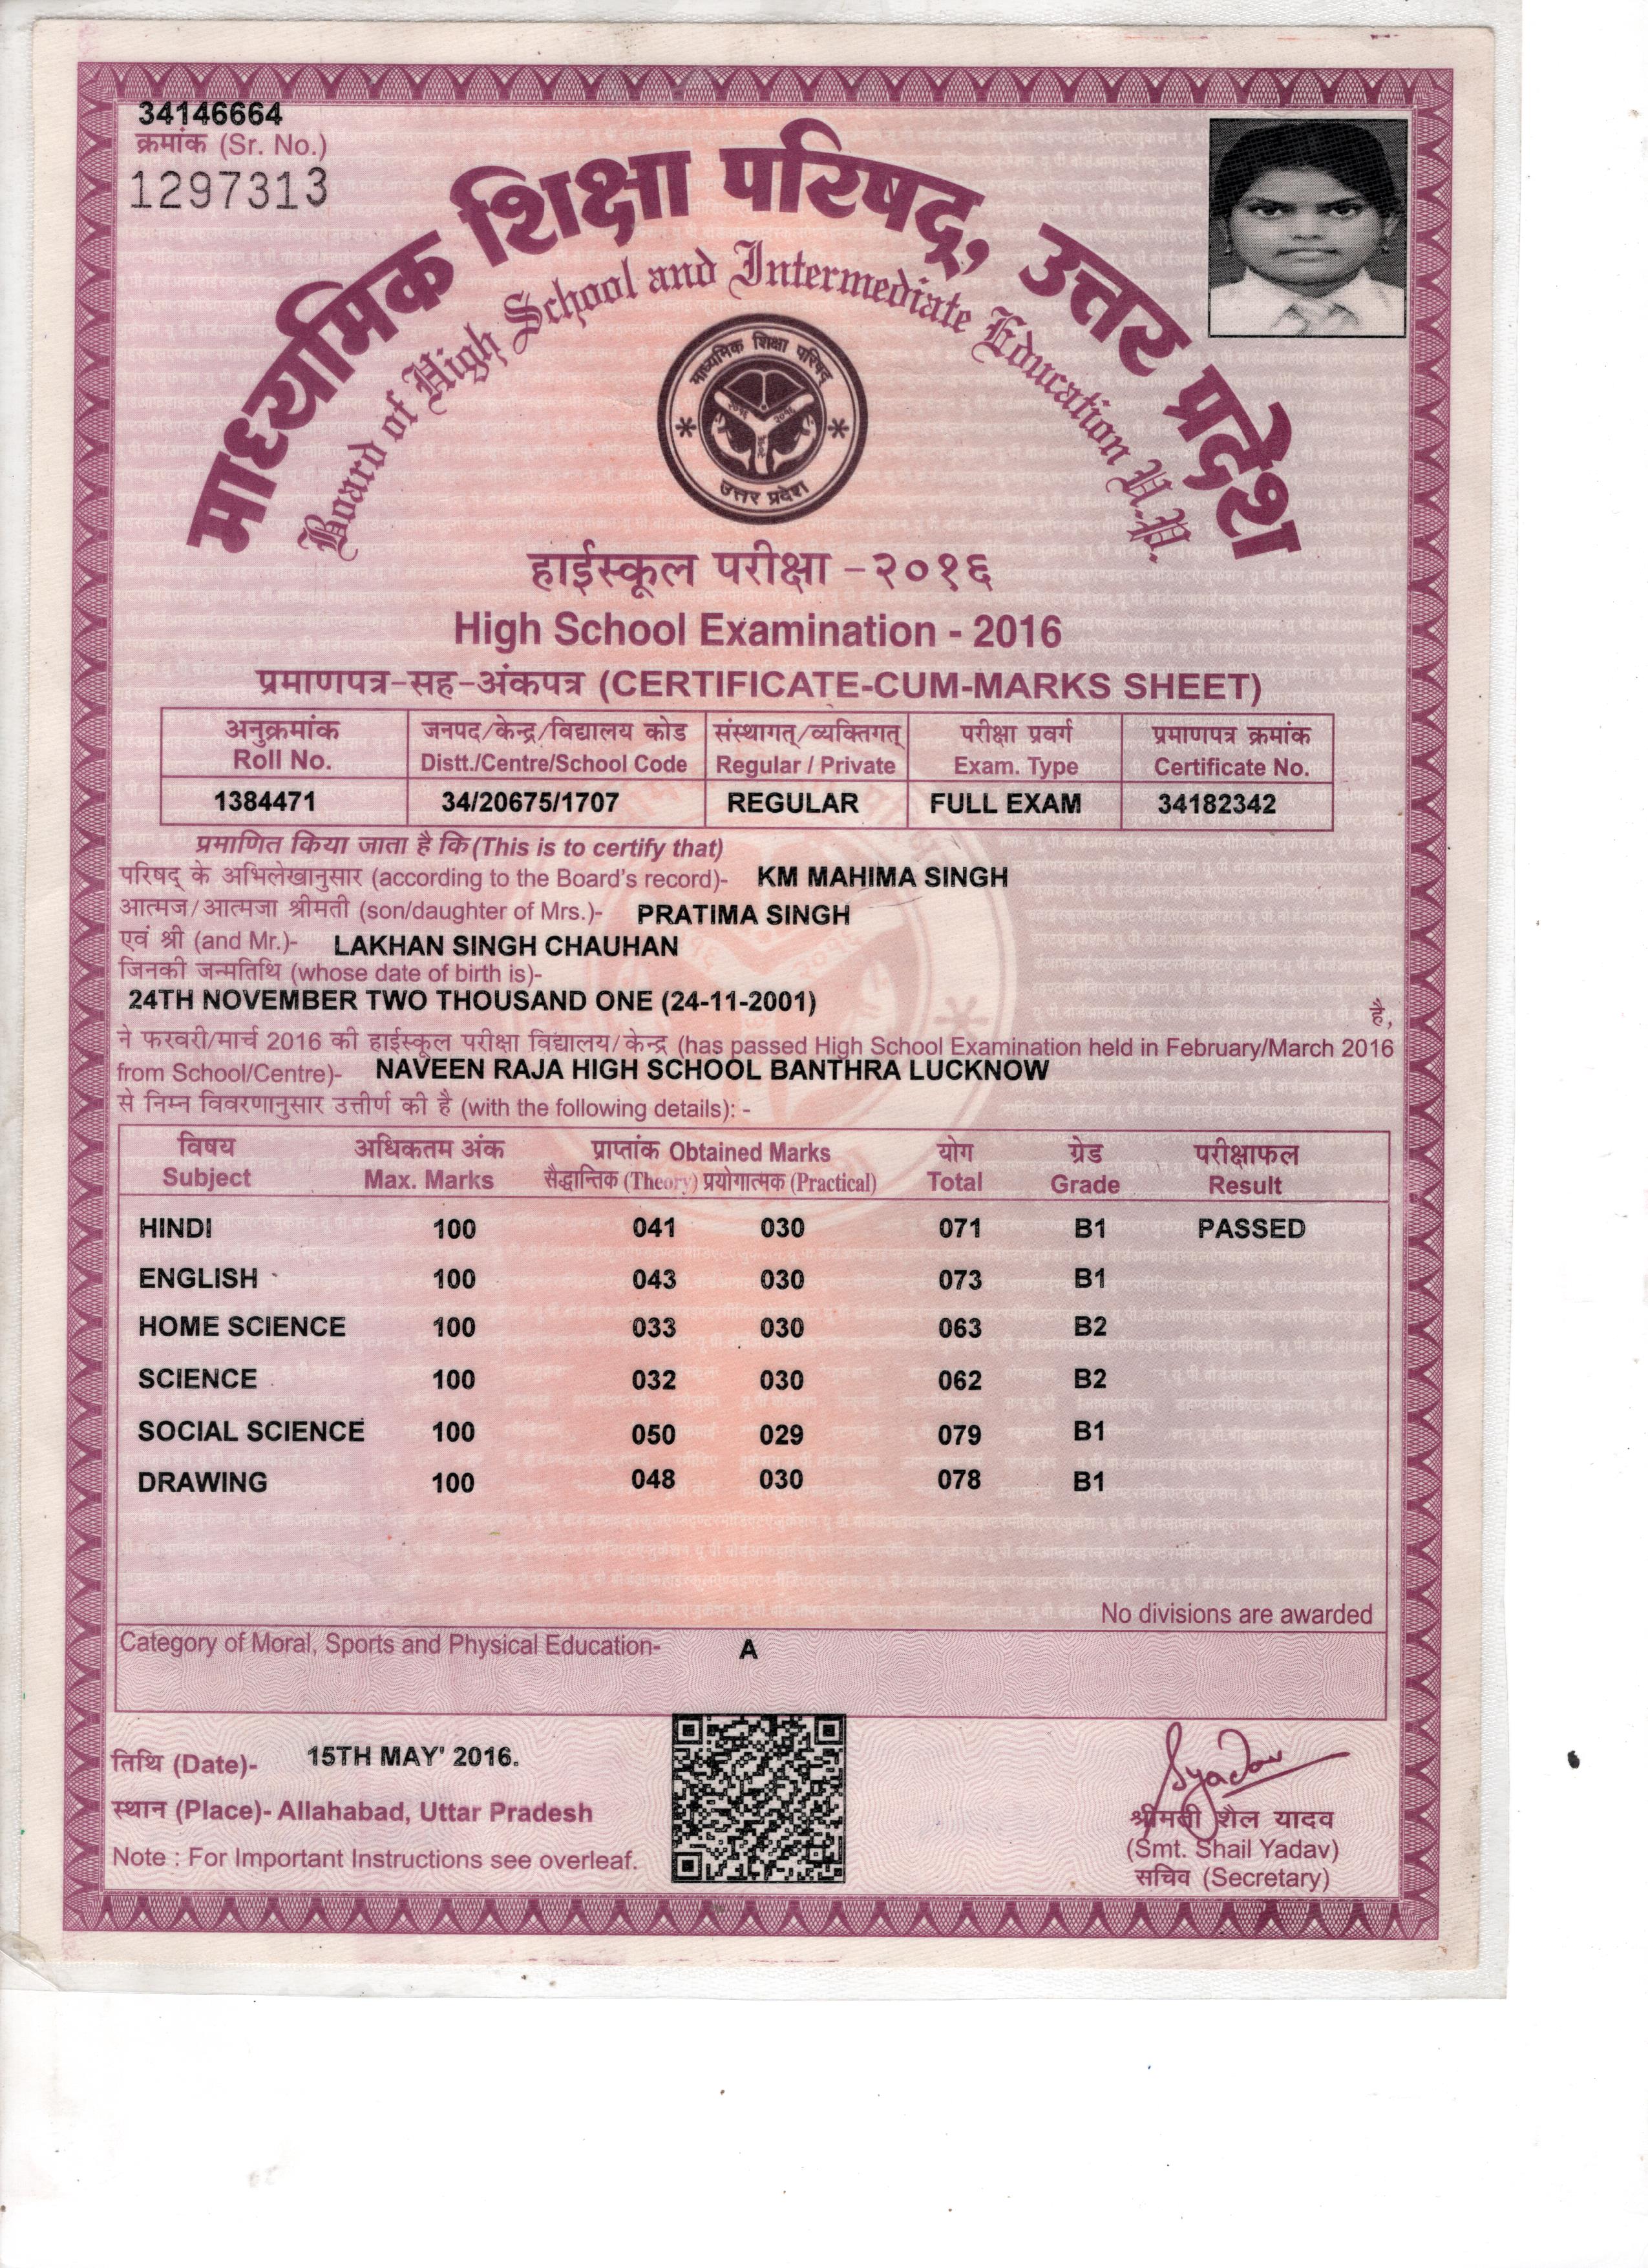 34146664
क्रमांक (Sr. No.)
1297313
माध्यमिक शिक्षा परिषद्, उत्तर प्रदेश
Board of High School and Intermediate Education U.P.
माध्यमिक शिक्षा परिषद्
उत्तर प्रदेश
हाईस्कूल परीक्षा -२०१६
High School Examination - 2016
प्रमाणपत्र-सह-अंकपत्र (CERTIFICATE-CUM-MARKS SHEET)
अनुक्रमांक जनपद/केन्द्र/विद्यालय कोड संस्थागत्/व्यक्तिगत् परीक्षा प्रवर्ग प्रमाणपत्र क्रमांक
Roll No. Distt./Centre/School Code Regular / Private Exam. Type Certificate No.
1384471 34/20675/1707 REGULAR FULL EXAM 34182342
प्रमाणित किया जाता है कि (This is to certify that)
परिषद् के अभिलेखानुसार (according to the Board's record)- KM MAHIMA SINGH
आत्मज/आत्मजा श्रीमती (son/daughter of Mrs.)- PRATIMA SINGH
एवं श्री (and Mr.)- LAKHAN SINGH CHAUHAN
जिनकी जन्मतिथि (whose date of birth is)-
24TH NOVEMBER TWO THOUSAND ONE (24-11-2001) है,
ने फरवरी/मार्च 2016 की हाईस्कूल परीक्षा विद्यालय/केन्द्र (has passed High School Examination held in February/March 2016
from School/Centre)- NAVEEN RAJA HIGH SCHOOL BANTHRA LUCKNOW
से निम्न विवरणानुसार उत्तीर्ण की है (with the following details): -
विषय अधिकतम अंक प्राप्तांक Obtained Marks योग ग्रेड परीक्षाफल
Subject Max. Marks सैद्धान्तिक (Theory) प्रयोगात्मक (Practical) Total Grade Result
HINDI 100 041 030 071 B1 PASSED
ENGLISH 100 043 030 073 B1
HOME SCIENCE 100 033 030 063 B2
SCIENCE 100 032 030 062 B2
SOCIAL SCIENCE 100 050 029 079 B1
DRAWING 100 048 030 078 B1
No divisions are awarded
Category of Moral, Sports and Physical Education- A
तिथि (Date)- 15TH MAY' 2016.
स्थान (Place)- Allahabad, Uttar Pradesh
Note : For Important Instructions see overleaf.
Syadav
श्रीमती शैल यादव
(Smt. Shail Yadav)
सचिव (Secretary)